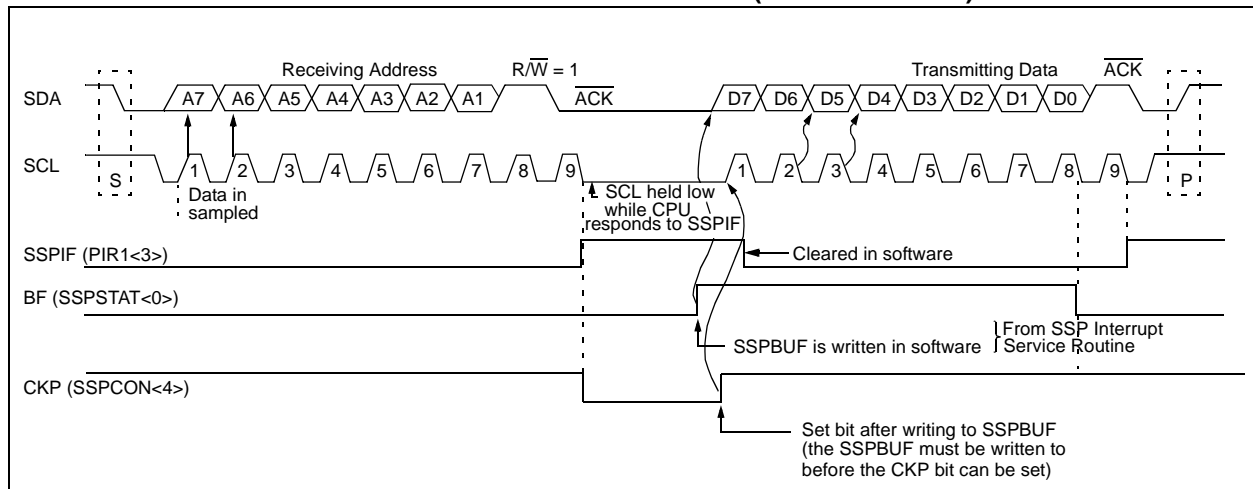 Receiving Address R/W = 1 Transmitting Data ACK
SDA A7 A6 A5 A4 A3 A2 A1 ACK D7 D6 D5 D4 D3 D2 D1 D0
SCL S 1 2 3 4 5 6 7 8 9 1 2 3 4 5 6 7 8 9 P
Data in
sampled
SCL held low
while CPU
responds to SSPIF
SSPIF (PIR1<3>)
Cleared in software
BF (SSPSTAT<0>)
SSPBUF is written in software
From SSP Interrupt
Service Routine
CKP (SSPCON<4>)
Set bit after writing to SSPBUF
(the SSPBUF must be written to
before the CKP bit can be set)